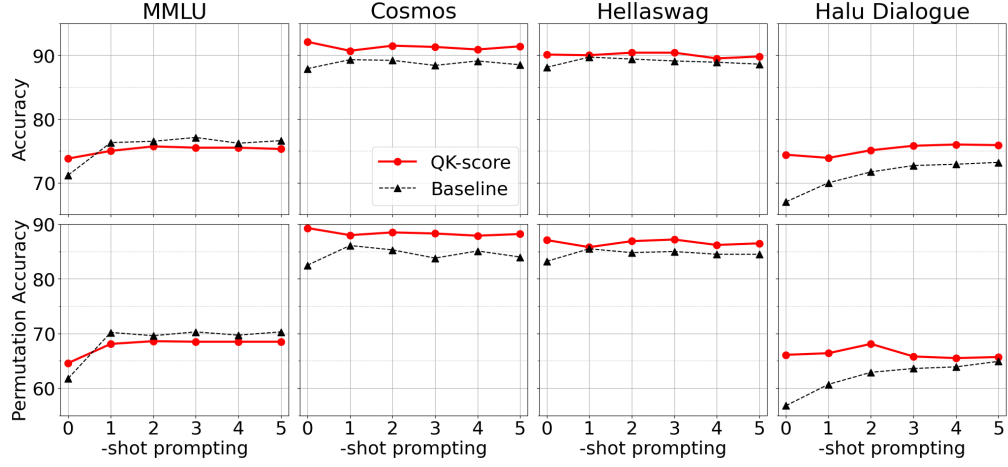 MMLU
Cosmos
Hellaswag
Halu Dialogue
Accuracy
90
80
70
QK-score
Baseline
Permutation Accuracy
90
80
70
60
0 1 2 3 4 5
0 1 2 3 4 5
0 1 2 3 4 5
0 1 2 3 4 5
-shot prompting
-shot prompting
-shot prompting
-shot prompting